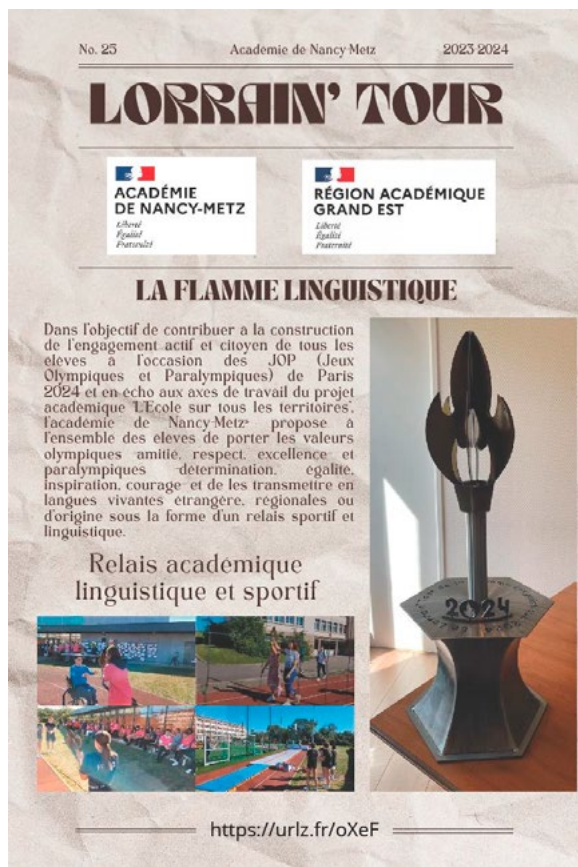 No. 25
Academie de Nancy-Metz
2023 2024
LORRAIN' TOUR
ACADÉMIE
DE NANCY-METZ
Liberté
Égalité
Fraternité
RÉGION ACADÉMIQUE
GRAND EST
Liberté
Égalité
Fraternité
LA FLAMME LINGUISTIQUE
Dans l'objectif de contribuer a la construction
de l'engagement actif et citoyen de tous les
eleves a l'occasion des JOP (Jeux
Olympiques et Paralympiques) de Paris
2024 et en echo aux axes de travail du projet
academique "L'Ecole sur tous les territoires",
l'académie de Nancy-Metz propose a
l'ensemble des eleves de porter les valeurs
olympiques amitie, respect, excellence et
paralympiques determination, egalite,
inspiration, courage et de les transmettre en
langues vivantes étrangère, régionales ou
d'origine sous la forme d'un relais sportif et
linguistique.
Relais académique
linguistique et sportif
2024
https://urlz.fr/oXeF